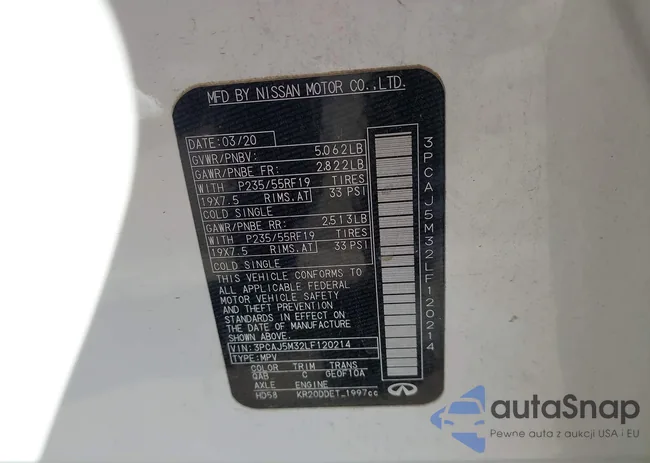 MFD BY NISSAN MOTOR CO.,LTD.
DATE: 03/20
GVWR/PNBV: 5,062LB
GAWR/PNBE FR: 2,822LB
WITH P235/55RF19 TIRES
19X7.5 RIMS.AT 33 PSI
COLD SINGLE
GAWR/PNBE RR: 2513LB
WITH P235/55RF19 TIRES
19X7.5 RIMS.AT 33 PSI
COLD SINGLE
THIS VEHICLE CONFORMS TO
ALL APPLICABLE FEDERAL
MOTOR VEHICLE SAFETY
AND THEFT PREVENTION
STANDARDS IN EFFECT ON
THE DATE OF MANUFACTURE
SHOWN ABOVE.
VIN: 3PCAJ5M32LF120214
TYPE: MPV
COLOR TRIM TRANS
QAB C GEOF10A
AXLE ENGINE
HD58 KR20DDET 1997cc
3PCAJ5M32LF120214
autoSnap
Pewne auta z aukcji USA i EU